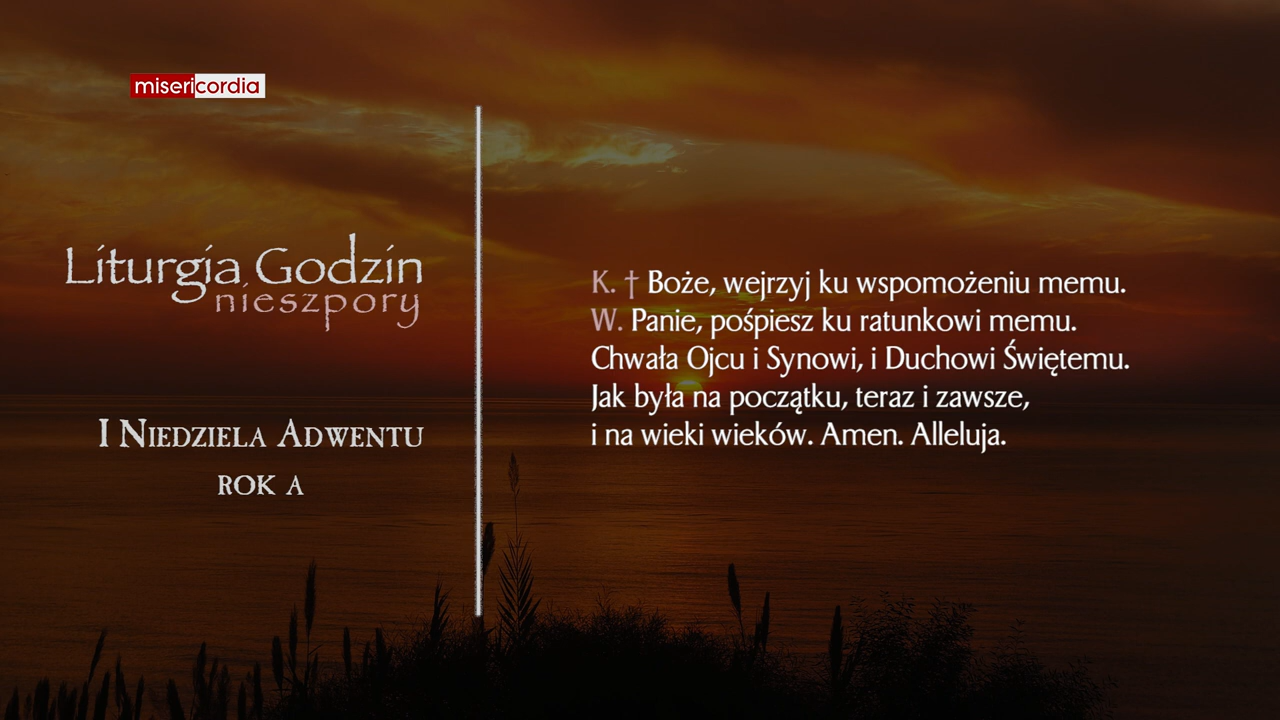 misericordia
Liturgia Godzin
nieszpory
I Niedziela Adwentu
rok a
K. † Boże, wejrzyj ku wspomożeniu memu.
W. Panie, pośpiesz ku ratunkowi memu.
Chwała Ojcu i Synowi, i Duchowi Świętemu.
Jak była na początku, teraz i zawsze,
i na wieki wieków. Amen. Alleluja.